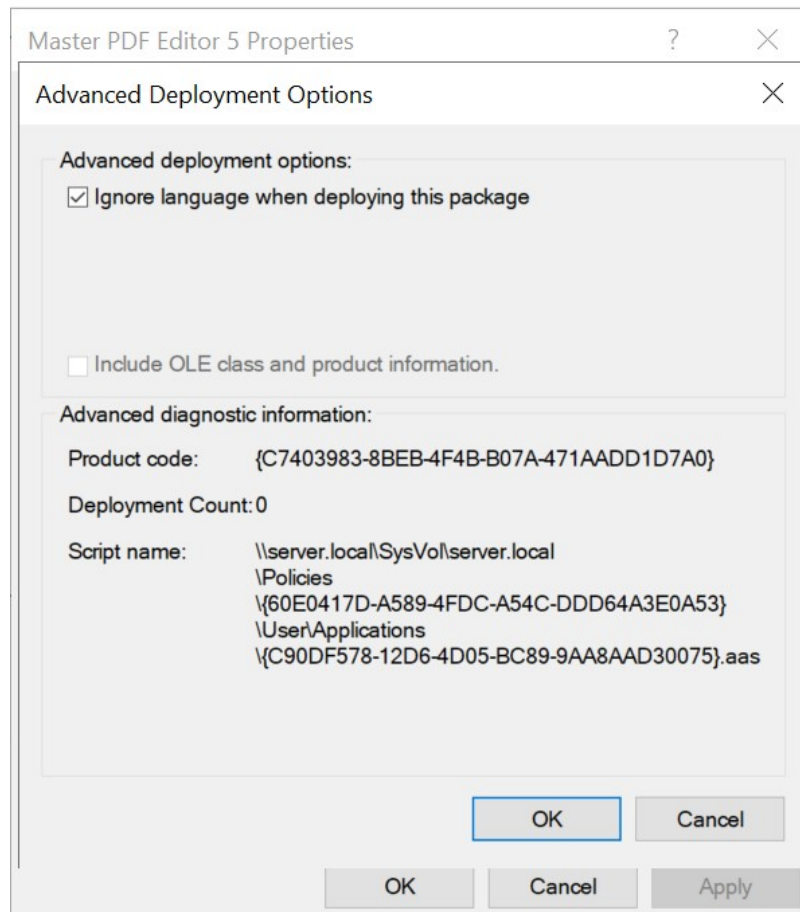 Master PDF Editor 5 Properties
Advanced Deployment Options
Advanced deployment options:
Ignore language when deploying this package
Include OLE class and product information.
Advanced diagnostic information:
Product code: {C7403983-8BEB-4F4B-B07A-471AADD1D7A0}
Deployment Count: 0
Script name: \\server.local\SysVol\server.local
\Policies
\{60E0417D-A589-4FDC-A54C-DDD64A3E0A53}
\User\Applications
\{C90DF578-12D6-4D05-BC89-9AA8AAD30075}.aas
OK Cancel
OK Cancel Apply